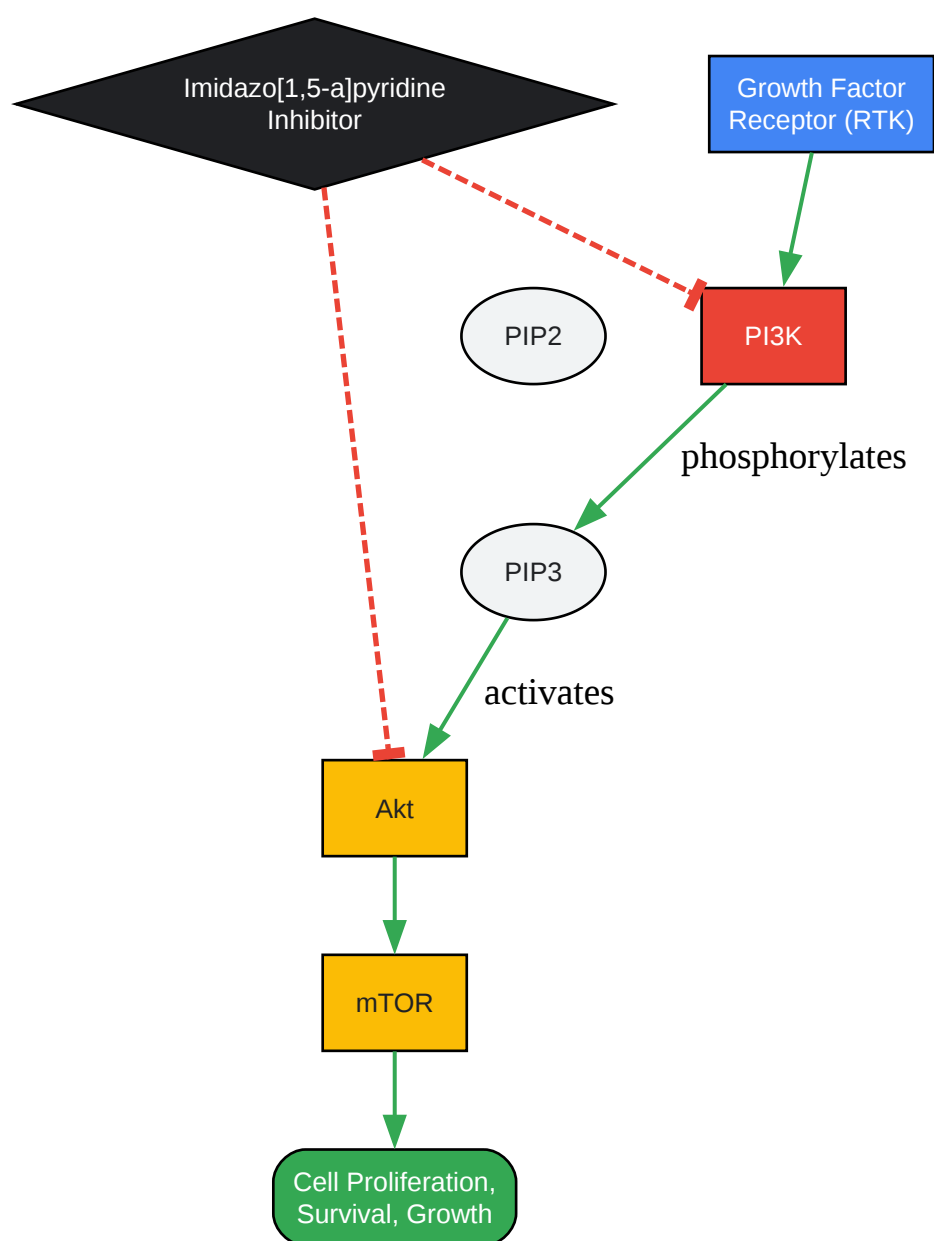 Imidazo[1,5-a]pyridine
Inhibitor
Growth Factor
Receptor (RTK)
PIP2
PI3K
phosphorylates
PIP3
activates
Akt
mTOR
Cell Proliferation,
Survival, Growth